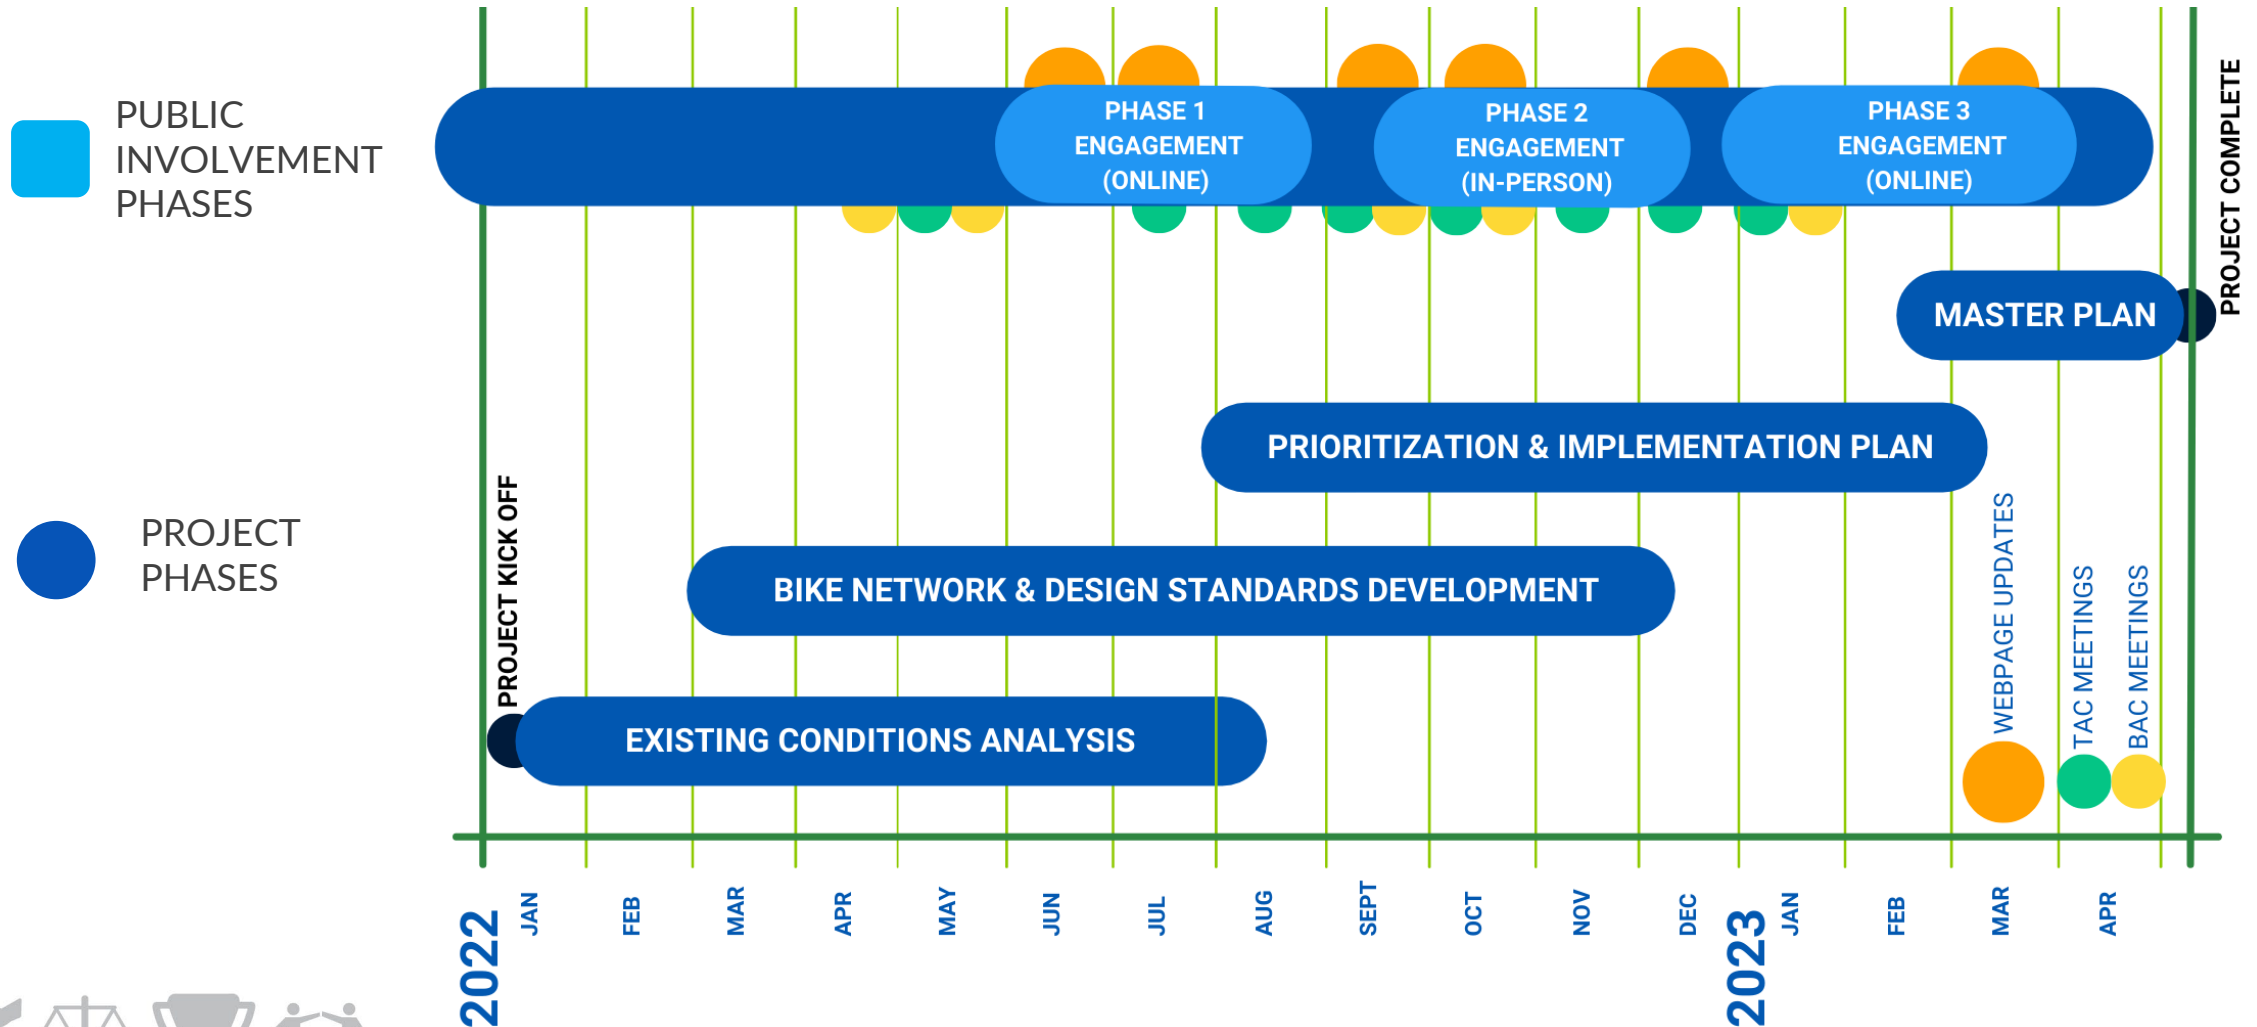 PUBLIC
INVOLVEMENT
PHASES
PROJECT
PHASES
PHASE 1
ENGAGEMENT
(ONLINE)
PHASE 2
ENGAGEMENT
(IN-PERSON)
PHASE 3
ENGAGEMENT
(ONLINE)
PROJECT COMPLETE
MASTER PLAN
PRIORITIZATION & IMPLEMENTATION PLAN
PROJECT KICK OFF
BIKE NETWORK & DESIGN STANDARDS DEVELOPMENT
EXISTING CONDITIONS ANALYSIS
WEBPAGE UPDATES
TAC MEETINGS
BAC MEETINGS
2022
JAN
FEB
MAR
APR
MAY
JUN
JUL
AUG
SEPT
OCT
NOV
DEC
2023
JAN
FEB
MAR
APR